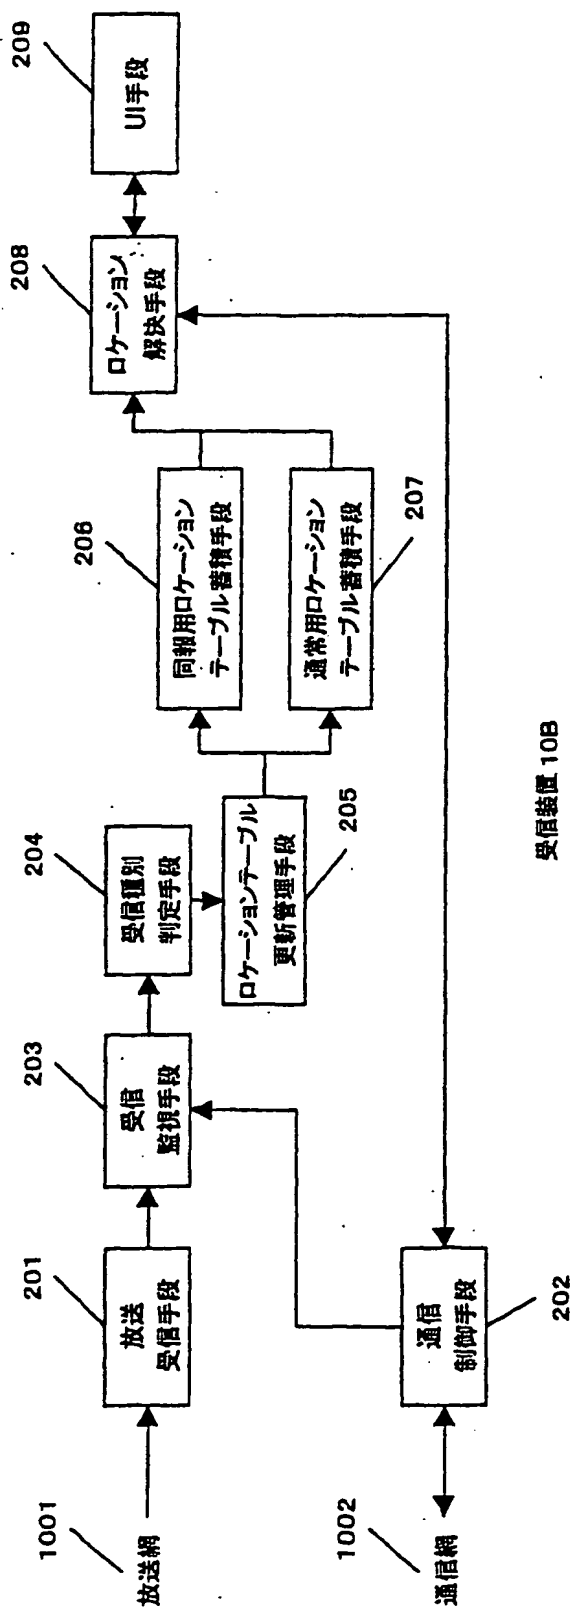 1001
放送網
201
放送
受信手段
203
受信
監視手段
204
受信種別
判定手段
ロケーションテーブル
更新管理手段
205
206
同報用ロケーション
テーブル蓄積手段
通常用ロケーション
テーブル蓄積手段
207
208
ロケーション
解決手段
209
UI手段
1002
通信網
通信
制御手段
202
受信装置 10B